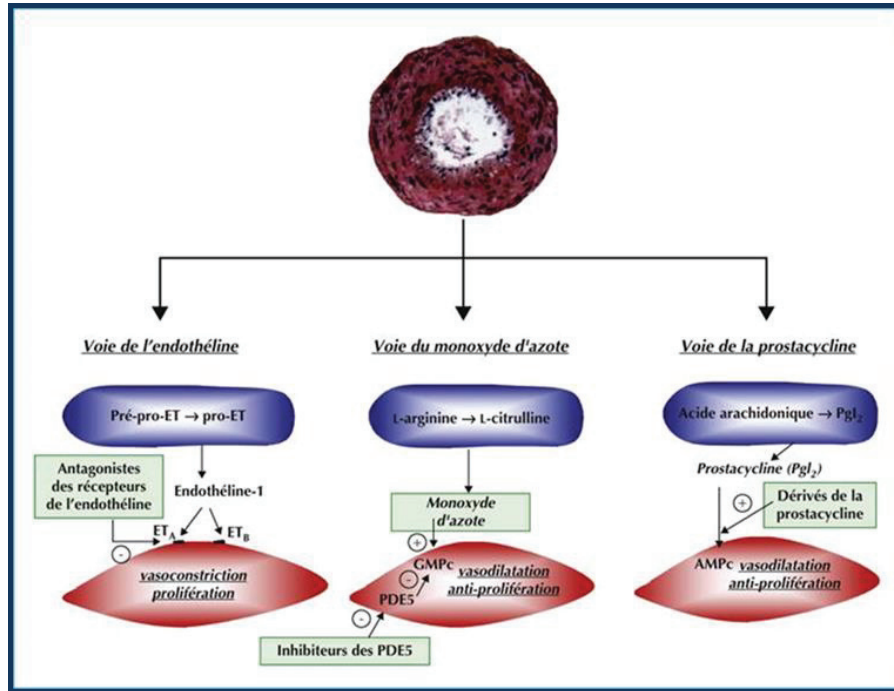 Voie de l'endothéline
Pré-pro-ET → pro-ET
Antagonistes
des récepteurs
de l'endothéline
Endothéline-1
ET_A
ET_B
-
vasoconstriction
prolifération
Voie du monoxyde d'azote
L-arginine → L-citrulline
Monoxyde
d'azote
+
GMPc
-
PDE5
vasodilatation
anti-prolifération
-
Inhibiteurs des PDE5
Voie de la prostacycline
Acide arachidonique → PgI₂
Prostacycline (PgI₂)
+
Dérivés de la
prostacycline
AMPc
vasodilatation
anti-prolifération